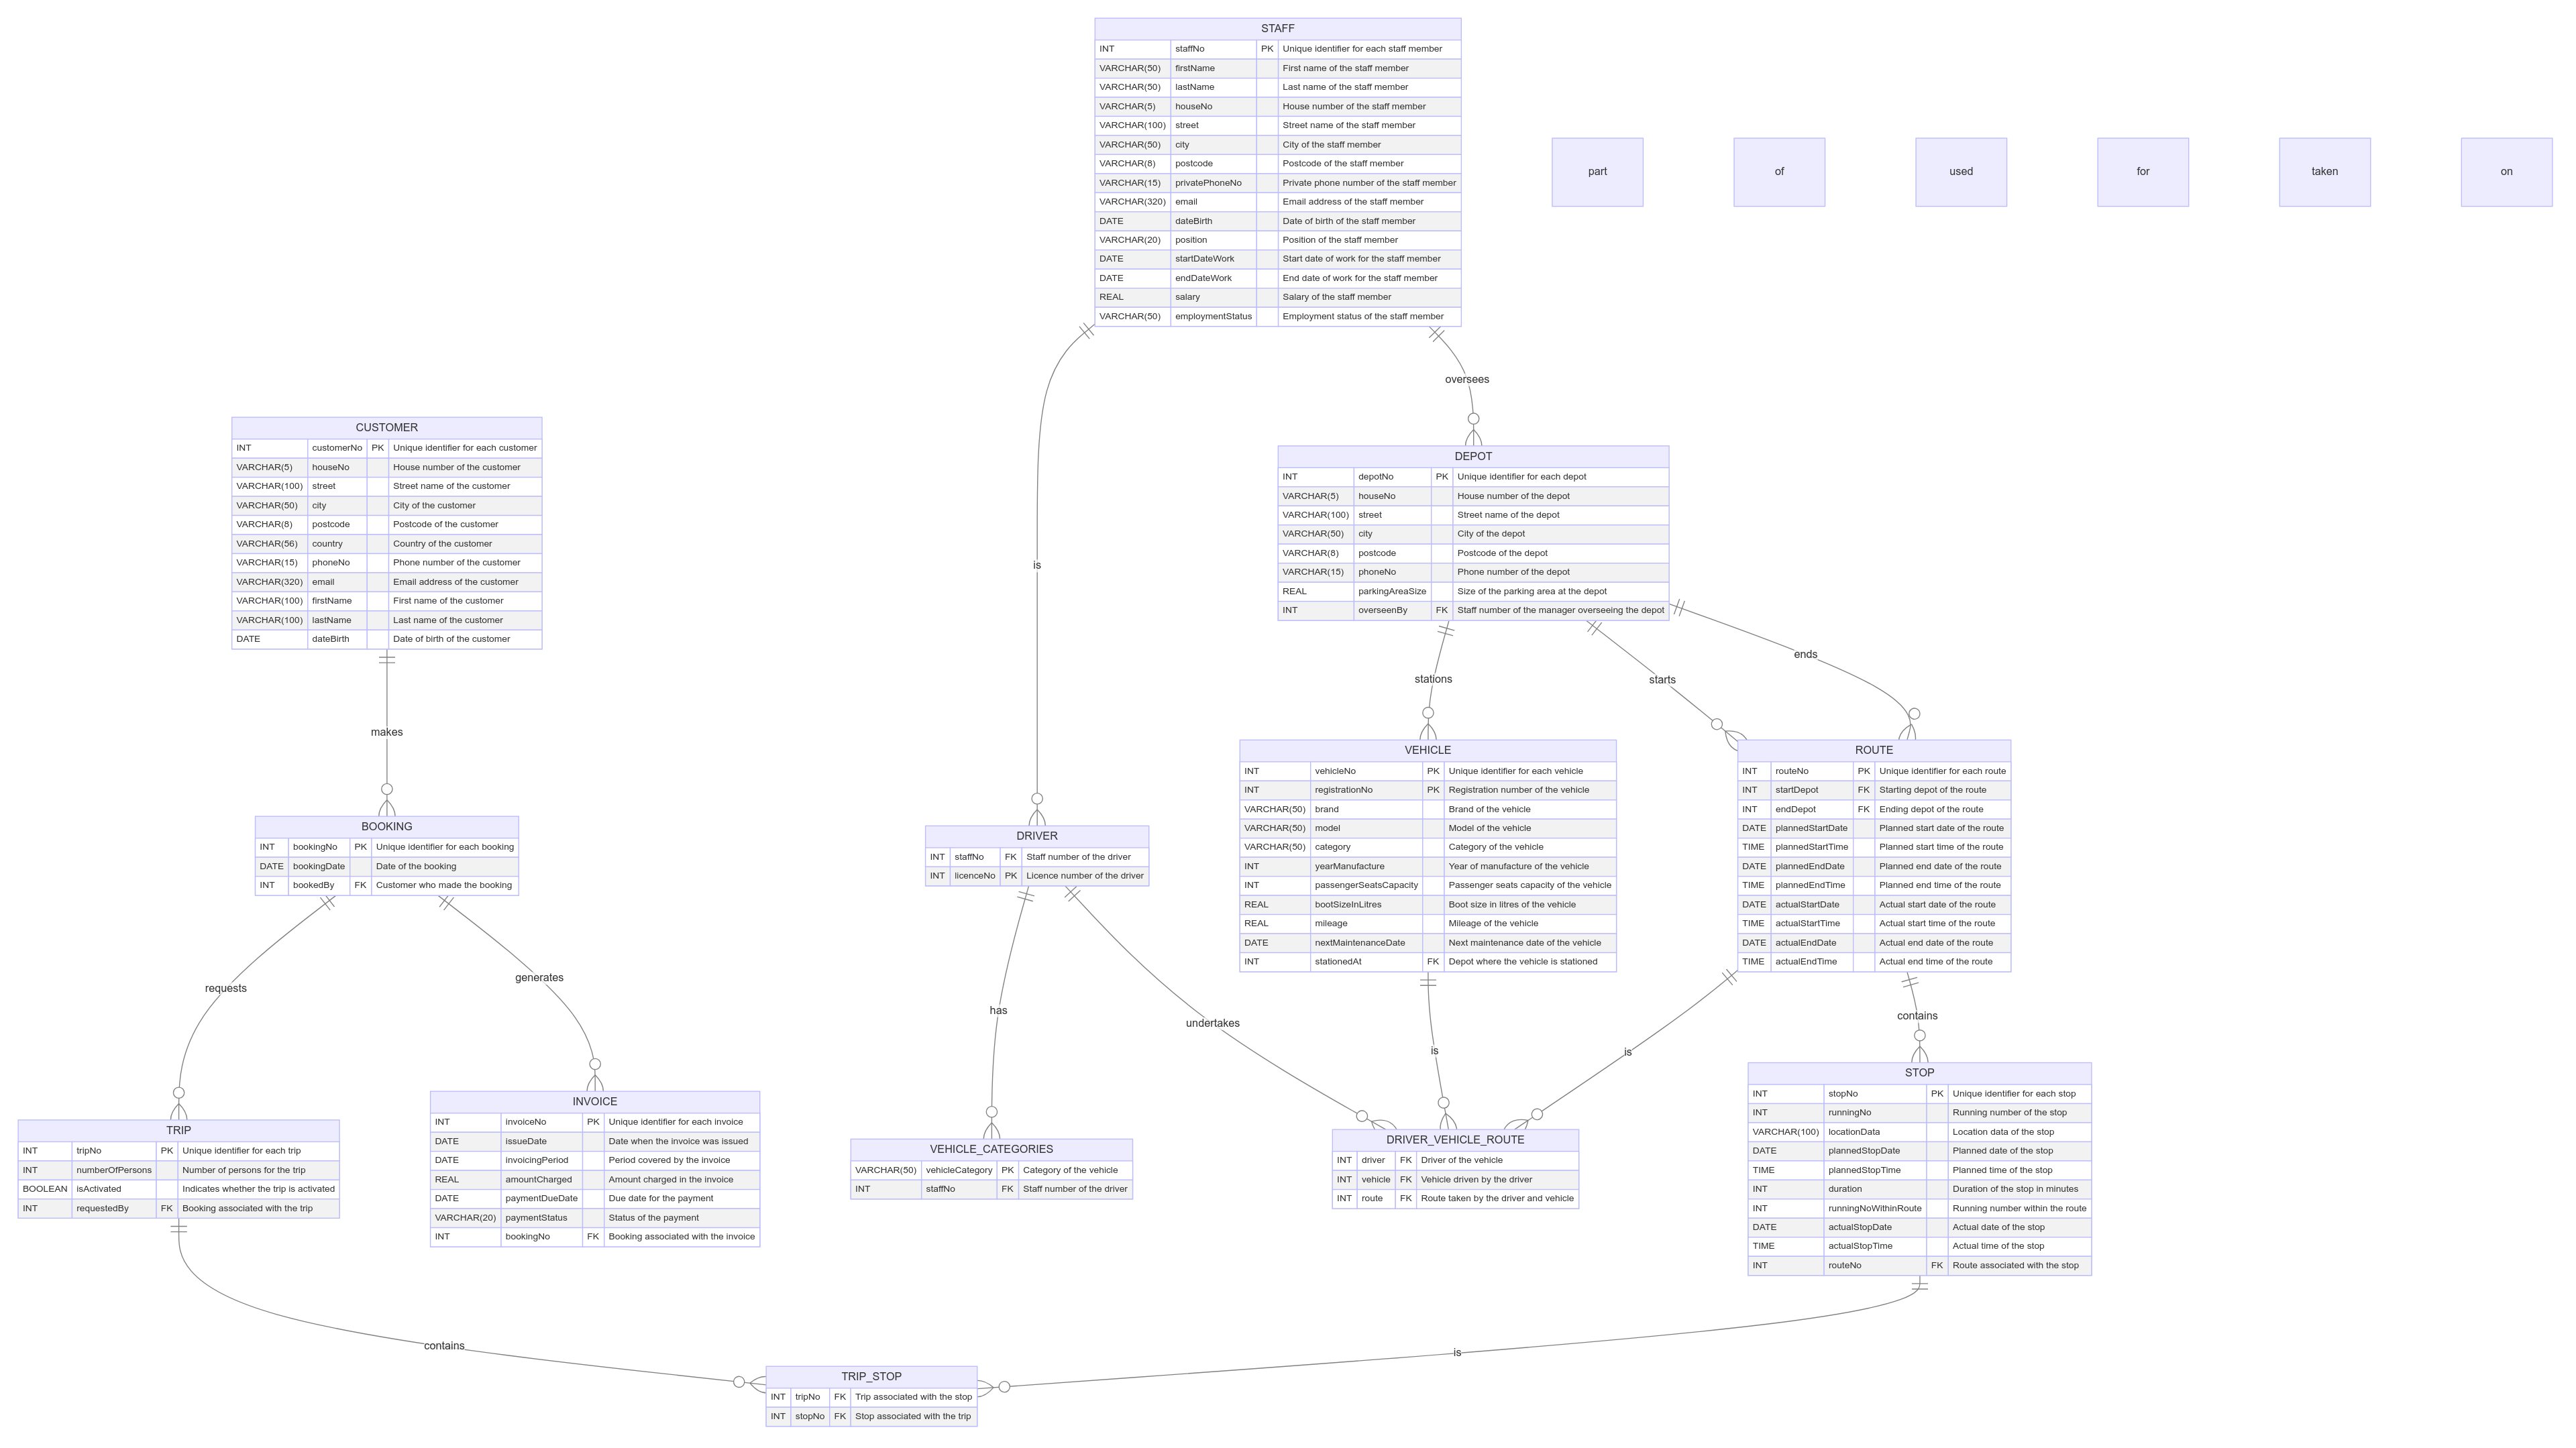 STAFF
INT staffNo PK Unique identifier for each staff member
VARCHAR(50) firstName First name of the staff member
VARCHAR(50) lastName Last name of the staff member
VARCHAR(5) houseNo House number of the staff member
VARCHAR(100) street Street name of the staff member
VARCHAR(50) city City of the staff member
VARCHAR(8) postcode Postcode of the staff member
VARCHAR(15) privatePhoneNo Private phone number of the staff member
VARCHAR(320) email Email address of the staff member
DATE dateBirth Date of birth of the staff member
VARCHAR(20) position Position of the staff member
DATE startDateWork Start date of work for the staff member
DATE endDateWork End date of work for the staff member
REAL salary Salary of the staff member
VARCHAR(50) employmentStatus Employment status of the staff member
part
of
used
for
taken
on
oversees
is
CUSTOMER
INT customerNo PK Unique identifier for each customer
VARCHAR(5) houseNo House number of the customer
VARCHAR(100) street Street name of the customer
VARCHAR(50) city City of the customer
VARCHAR(8) postcode Postcode of the customer
VARCHAR(56) country Country of the customer
VARCHAR(15) phoneNo Phone number of the customer
VARCHAR(320) email Email address of the customer
VARCHAR(100) firstName First name of the customer
VARCHAR(100) lastName Last name of the customer
DATE dateBirth Date of birth of the customer
DEPOT
INT depotNo PK Unique identifier for each depot
VARCHAR(5) houseNo House number of the depot
VARCHAR(100) street Street name of the depot
VARCHAR(50) city City of the depot
VARCHAR(8) postcode Postcode of the depot
VARCHAR(15) phoneNo Phone number of the depot
REAL parkingAreaSize Size of the parking area at the depot
INT overseenBy FK Staff number of the manager overseeing the depot
makes
stations
starts
ends
BOOKING
INT bookingNo PK Unique identifier for each booking
DATE bookingDate Date of the booking
INT bookedBy FK Customer who made the booking
DRIVER
INT staffNo FK Staff number of the driver
INT licenceNo PK Licence number of the driver
VEHICLE
INT vehicleNo PK Unique identifier for each vehicle
INT registrationNo PK Registration number of the vehicle
VARCHAR(50) brand Brand of the vehicle
VARCHAR(50) model Model of the vehicle
VARCHAR(50) category Category of the vehicle
INT yearManufacture Year of manufacture of the vehicle
INT passengerSeatsCapacity Passenger seats capacity of the vehicle
REAL bootSizeInLitres Boot size in litres of the vehicle
REAL mileage Mileage of the vehicle
DATE nextMaintenanceDate Next maintenance date of the vehicle
INT stationedAt FK Depot where the vehicle is stationed
ROUTE
INT routeNo PK Unique identifier for each route
INT startDepot FK Starting depot of the route
INT endDepot FK Ending depot of the route
DATE plannedStartDate Planned start date of the route
TIME plannedStartTime Planned start time of the route
DATE plannedEndDate Planned end date of the route
TIME plannedEndTime Planned end time of the route
DATE actualStartDate Actual start date of the route
TIME actualStartTime Actual start time of the route
DATE actualEndDate Actual end date of the route
TIME actualEndTime Actual end time of the route
requests
generates
has
undertakes
is
is
contains
TRIP
INT tripNo PK Unique identifier for each trip
INT numberOfPersons Number of persons for the trip
BOOLEAN isActivated Indicates whether the trip is activated
INT requestedBy FK Booking associated with the trip
INVOICE
INT invoiceNo PK Unique identifier for each invoice
DATE issueDate Date when the invoice was issued
DATE invoicingPeriod Period covered by the invoice
REAL amountCharged Amount charged in the invoice
DATE paymentDueDate Due date for the payment
VARCHAR(20) paymentStatus Status of the payment
INT bookingNo FK Booking associated with the invoice
VEHICLE_CATEGORIES
VARCHAR(50) vehicleCategory PK Category of the vehicle
INT staffNo FK Staff number of the driver
DRIVER_VEHICLE_ROUTE
INT driver FK Driver of the vehicle
INT vehicle FK Vehicle driven by the driver
INT route FK Route taken by the driver and vehicle
STOP
INT stopNo PK Unique identifier for each stop
INT runningNo Running number of the stop
VARCHAR(100) locationData Location data of the stop
DATE plannedStopDate Planned date of the stop
TIME plannedStopTime Planned time of the stop
INT duration Duration of the stop in minutes
INT runningNoWithinRoute Running number within the route
DATE actualStopDate Actual date of the stop
TIME actualStopTime Actual time of the stop
INT routeNo FK Route associated with the stop
contains
is
TRIP_STOP
INT tripNo FK Trip associated with the stop
INT stopNo FK Stop associated with the trip